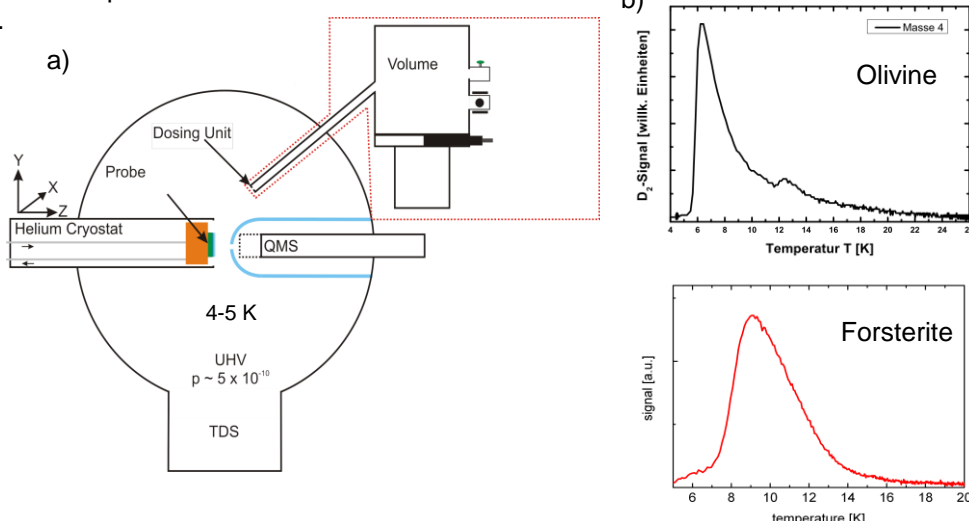 .
a)
Volume
Dosing Unit
Probe
Y
X
Z
Helium Cryostat
QMS
4-5 K
UHV
p ~ 5 x 10⁻¹⁰
TDS
b)
D₂-Signal [willk. Einheiten]
Masse 4
Olivine
4 6 8 10 12 14 16 18 20 22 24 26
Temperatur T [K]
signal [a.u.]
Forsterite
6 8 10 12 14 16 18 20
temperature [K]